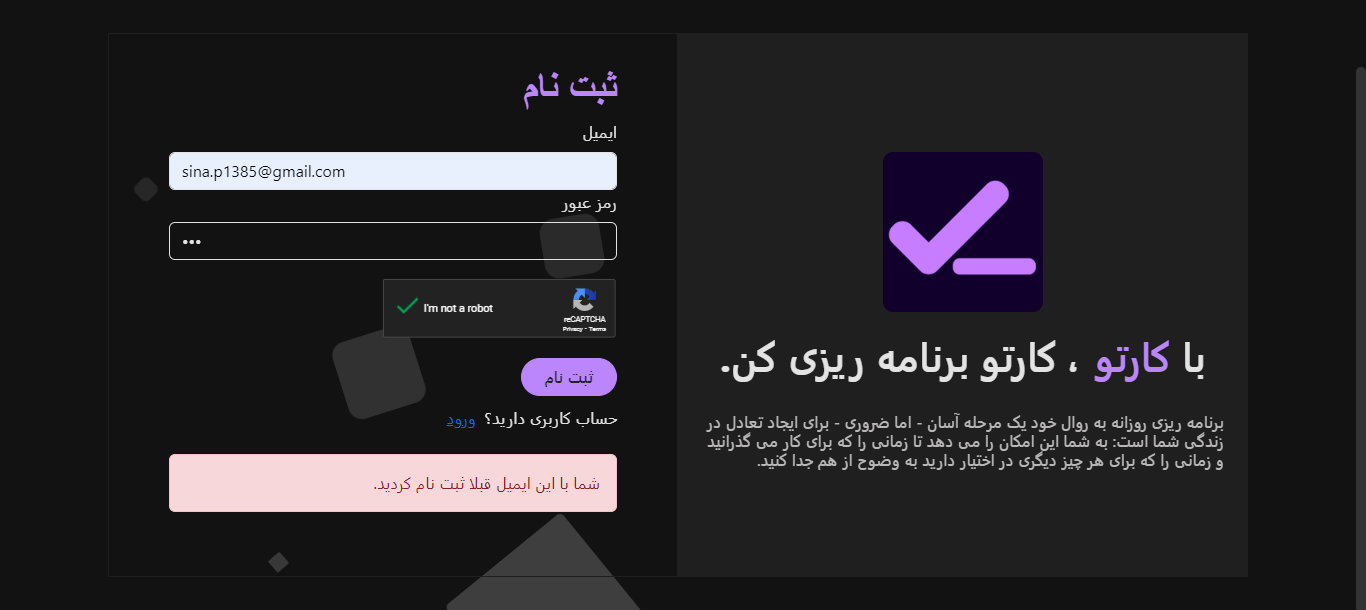 ثبت نام
ایمیل
sina.p1385@gmail.com
رمز عبور
•••
I'm not a robot
reCAPTCHA
Privacy - Terms
ثبت نام
حساب کاربری دارید؟ ورود
شما با این ایمیل قبلا ثبت نام کردید.
با کارتو ، کارتو برنامه ریزی کن.
برنامه ریزی روزانه به روال خود یک مرحله آسان - اما ضروری - برای ایجاد تعادل در
زندگی شما است: به شما این امکان را می دهد تا زمانی را که برای کار می گذرانید
و زمانی را که برای هر چیز دیگری در اختیار دارید به وضوح از هم جدا کنید.